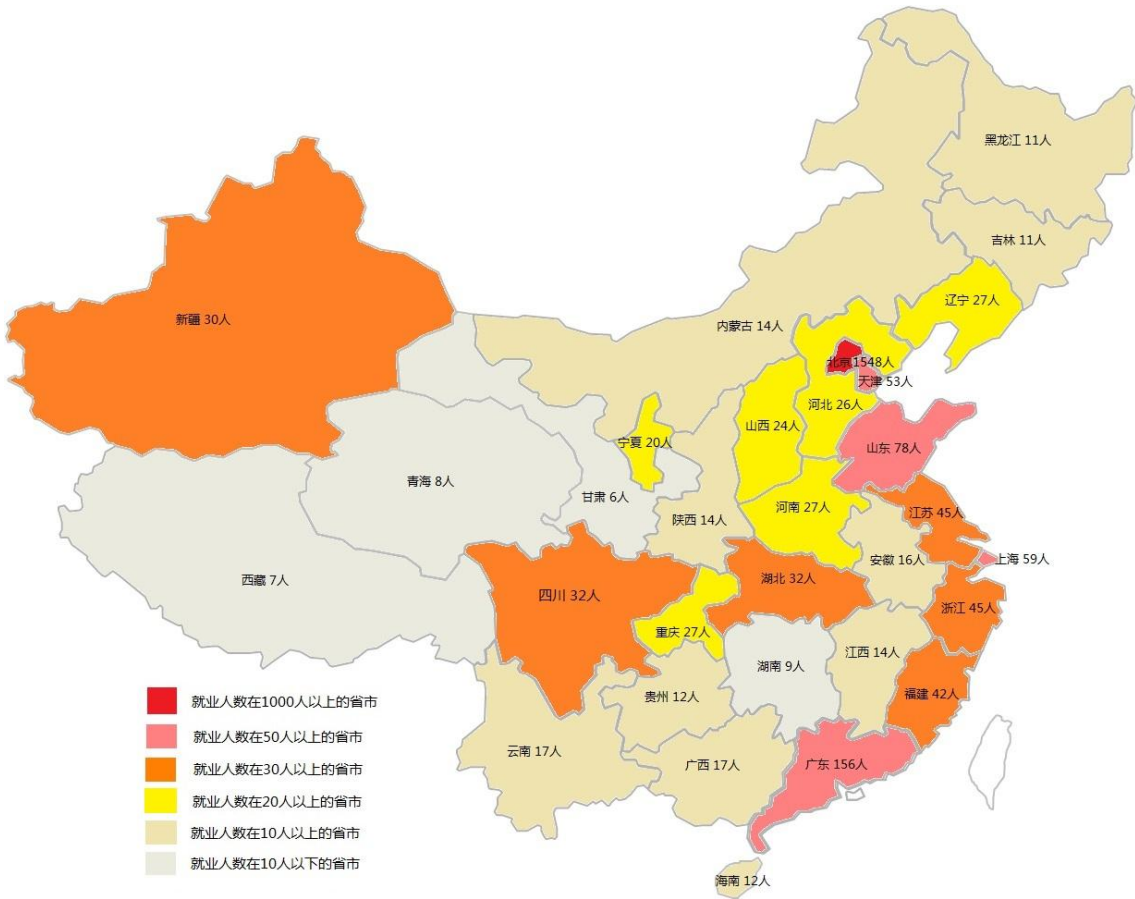 黑龙江 11人
吉林 11人
辽宁 27人
新疆 30人
内蒙古 14人
北京1548人
天津 53人
河北 26人
山西 24人
宁夏 20人
山东 78人
青海 8人
甘肃 6人
河南 27人
江苏 45人
陕西 14人
安徽 16人
上海 59人
西藏 7人
四川 32人
湖北 32人
浙江 45人
重庆 27人
湖南 9人
江西 14人
贵州 12人
福建 42人
云南 17人
广西 17人
广东 156人
海南 12人
就业人数在1000人以上的省市
就业人数在50人以上的省市
就业人数在30人以上的省市
就业人数在20人以上的省市
就业人数在10人以上的省市
就业人数在10人以下的省市